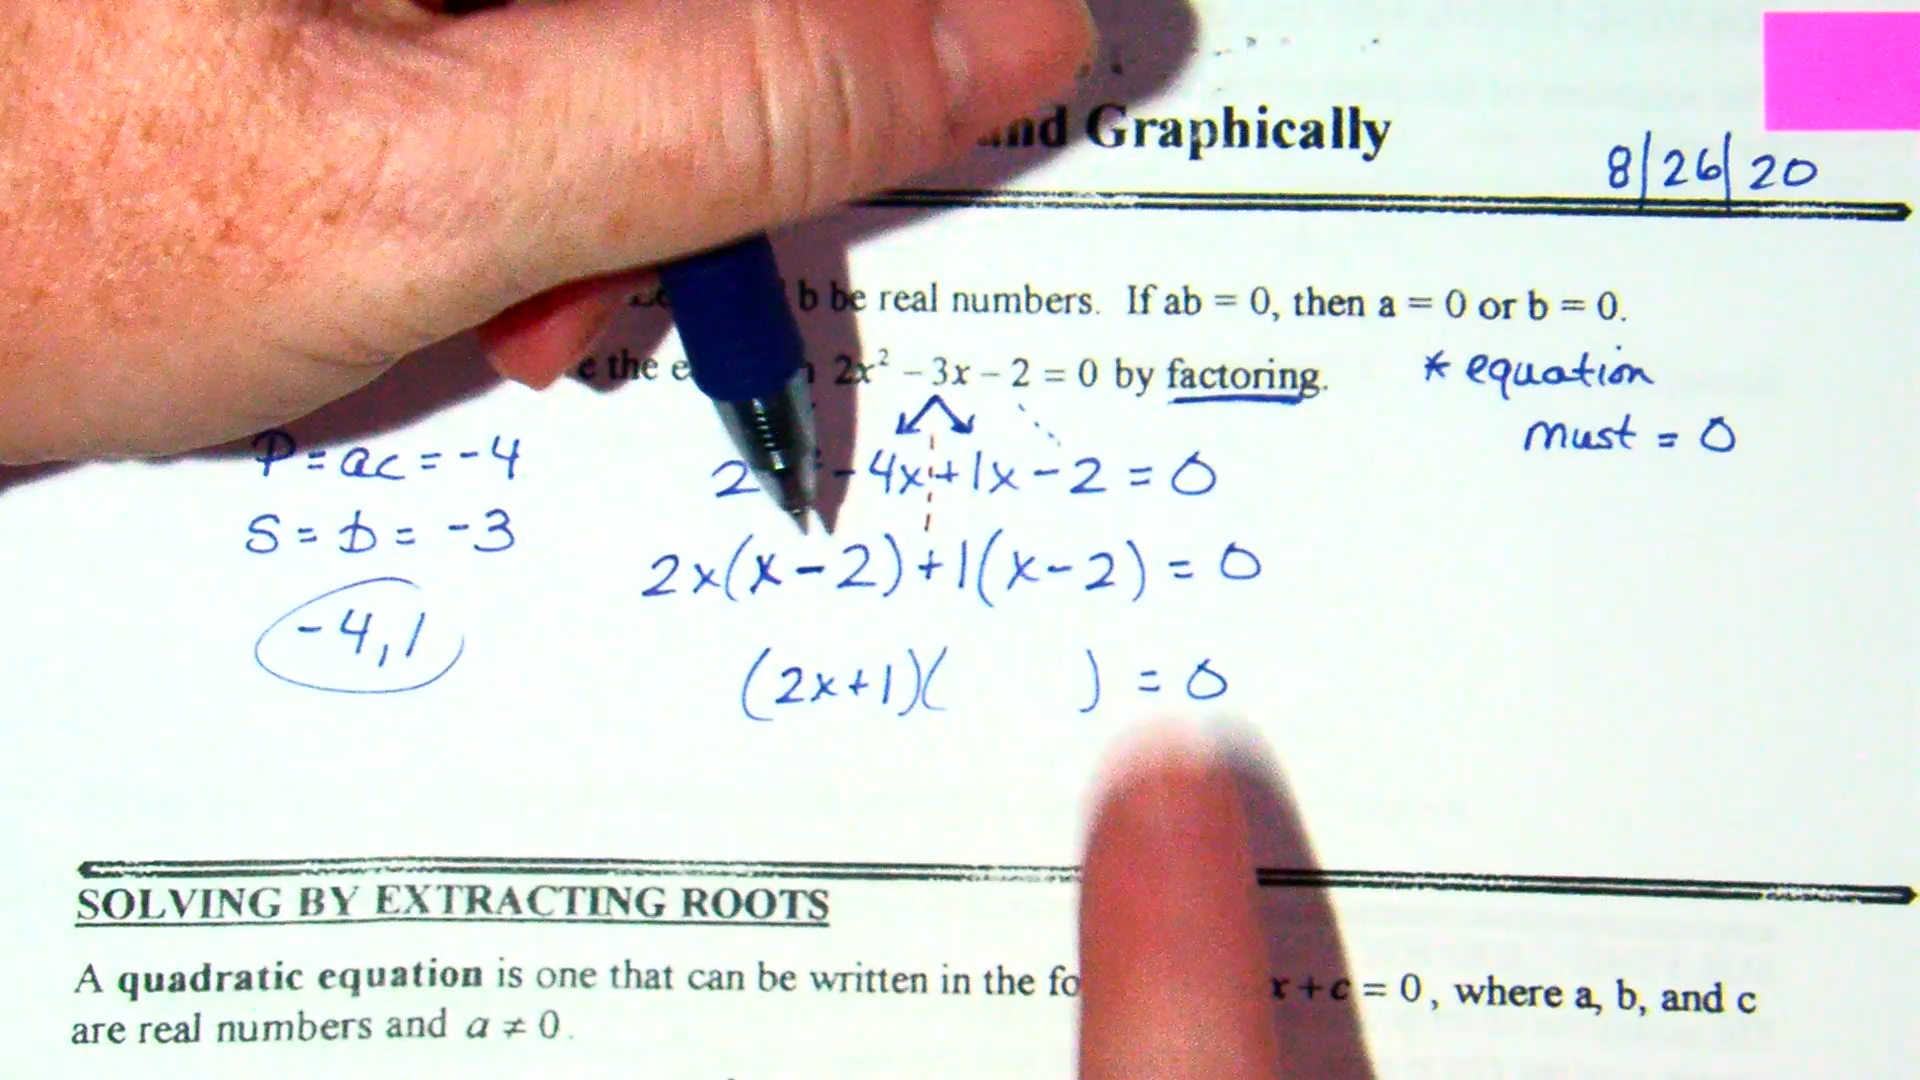 and Graphically
8/26/20
b be real numbers. If ab = 0, then a = 0 or b = 0.
the 2x² − 3x − 2 = 0 by factoring.
* equation
must = 0
P = ac = -4
S = b = -3
-4, 1
2 - 4x + 1x - 2 = 0
2x(x - 2) + 1(x - 2) = 0
(2x + 1)( ) = 0
SOLVING BY EXTRACTING ROOTS
A quadratic equation is one that can be written in the fo x + c = 0, where a, b, and c
are real numbers and a ≠ 0.